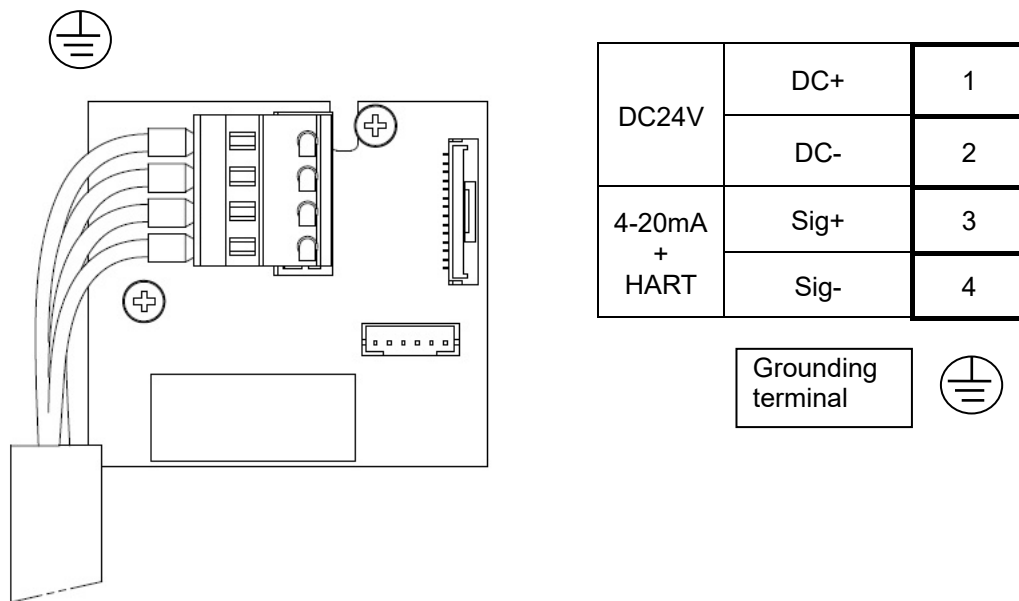 DC24V
DC+
1
DC-
2
4-20mA
+
HART
Sig+
3
Sig-
4
Grounding
terminal